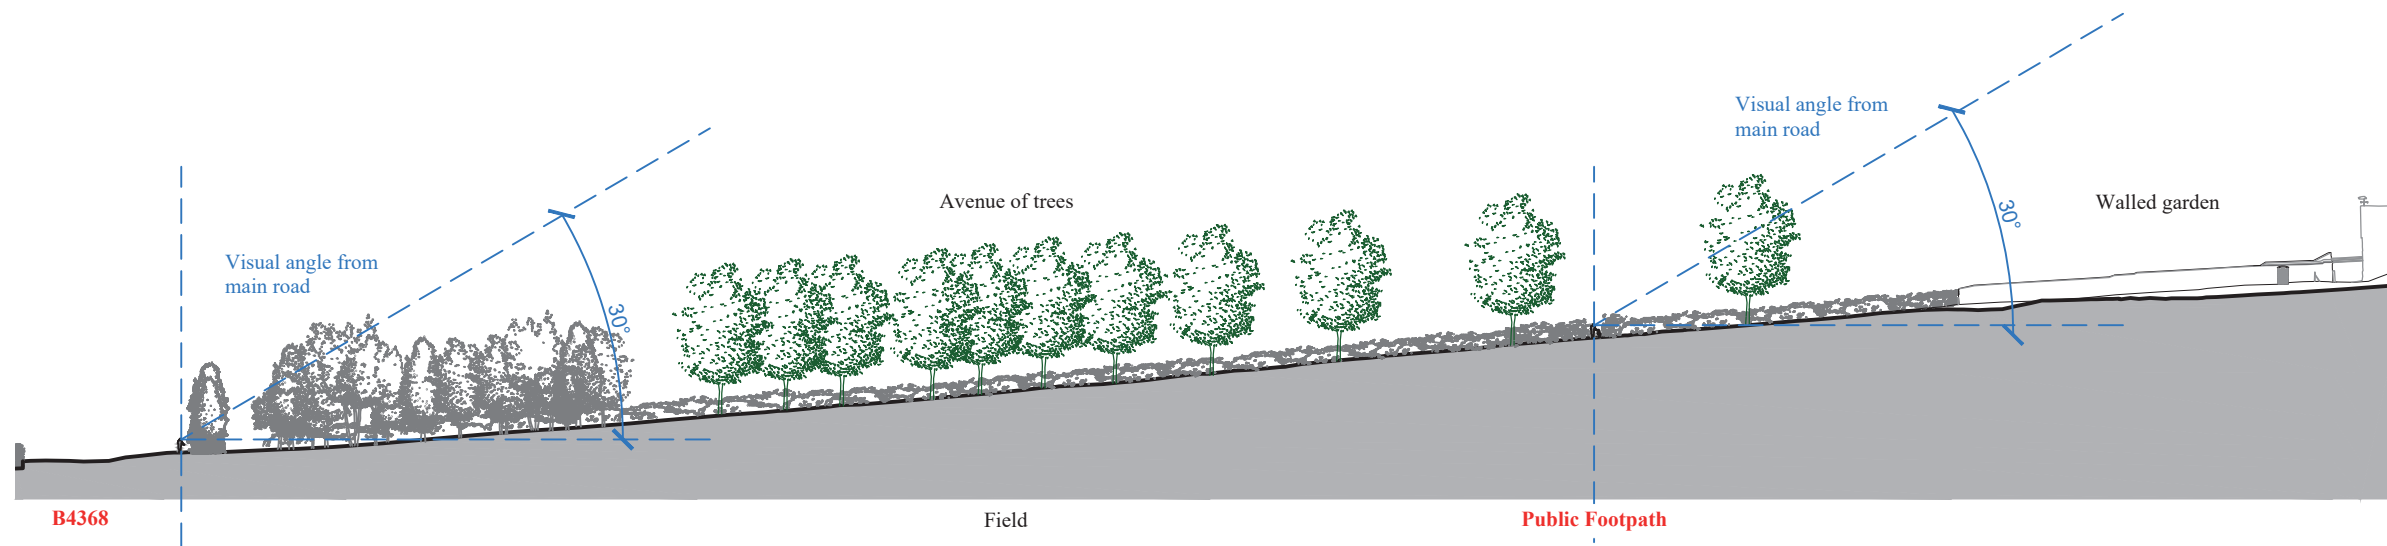 Visual angle from
main road
30°
Avenue of trees
Visual angle from
main road
30°
Walled garden
B4368
Field
Public Footpath